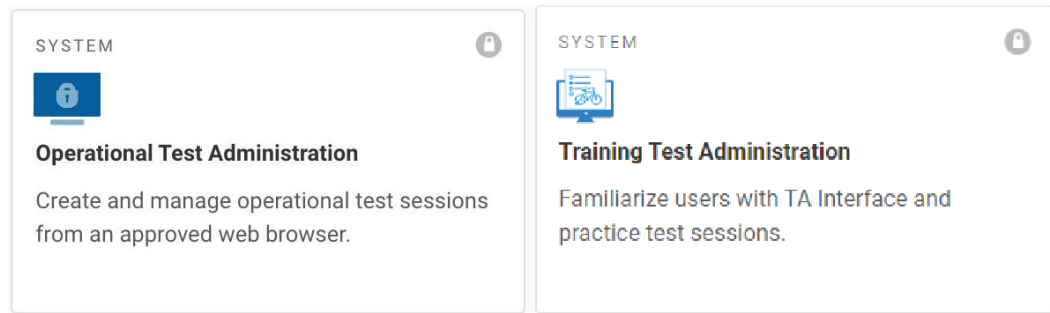 SYSTEM
Operational Test Administration
Create and manage operational test sessions
from an approved web browser.
SYSTEM
Training Test Administration
Familiarize users with TA Interface and
practice test sessions.